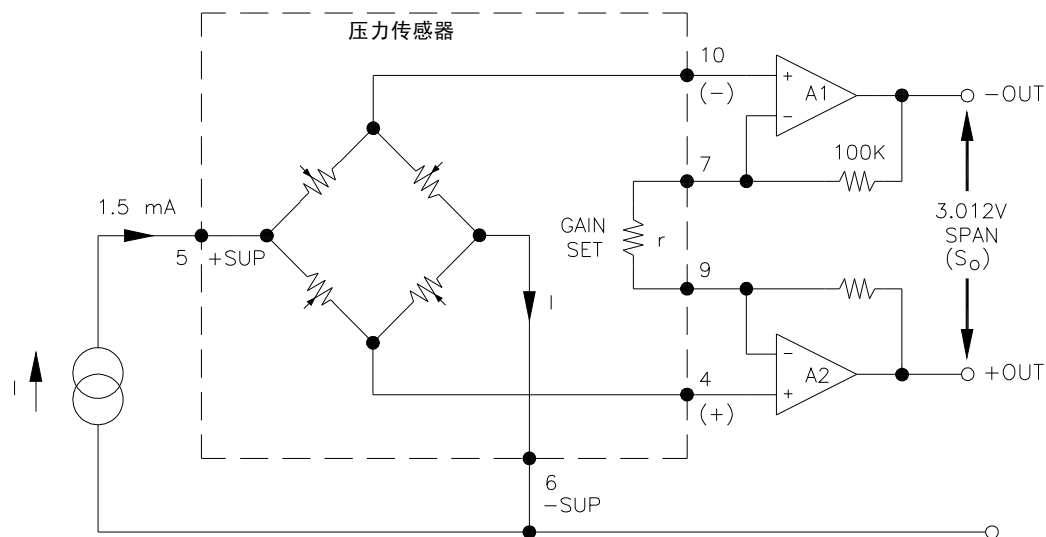 压力传感器
10
(-)
+
A1
-
-OUT
100K
7
1.5 mA
5
+SUP
GAIN
SET
r
3.012V
SPAN
(So)
9
I
I
-
A2
+
+OUT
4
(+)
6
-SUP